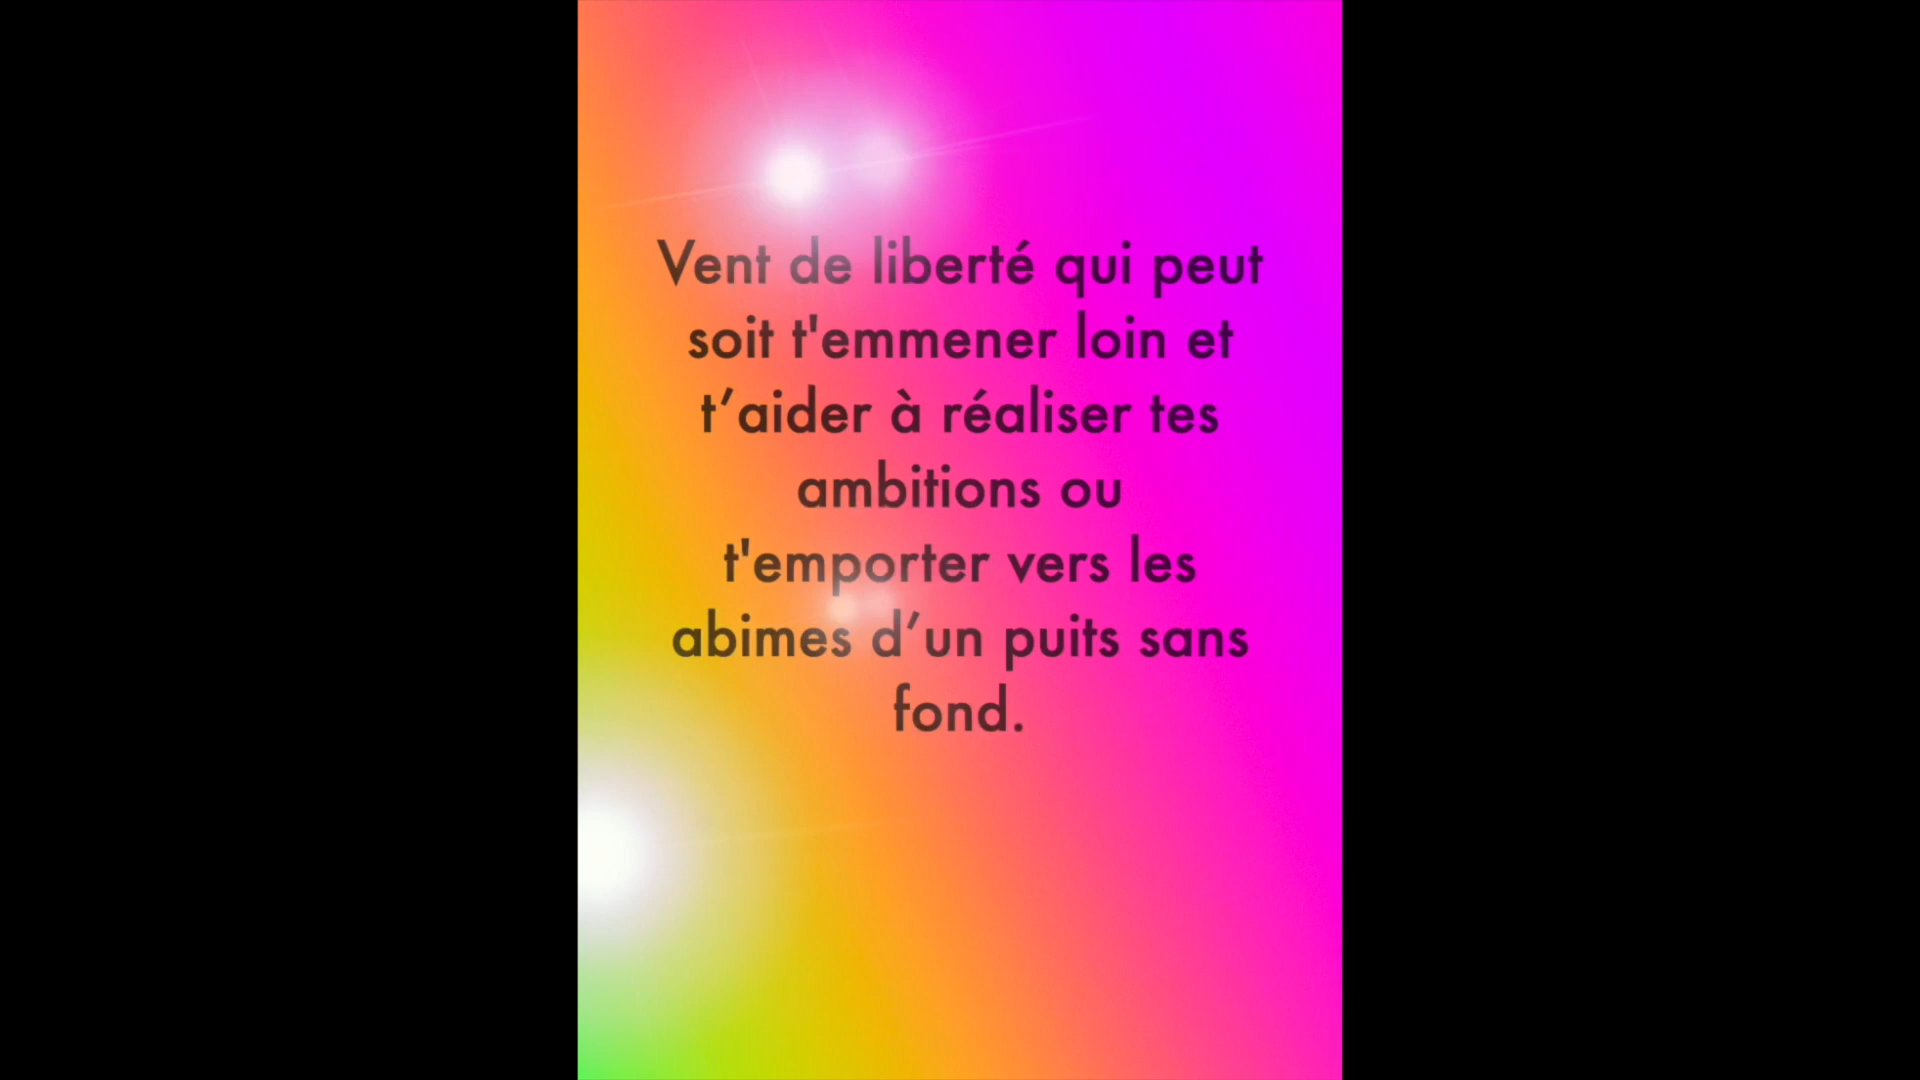 Vent de liberté qui peut
soit t'emmener loin et
t’aider à réaliser tes
ambitions ou
t'emporter vers les
abimes d’un puits sans
fond.